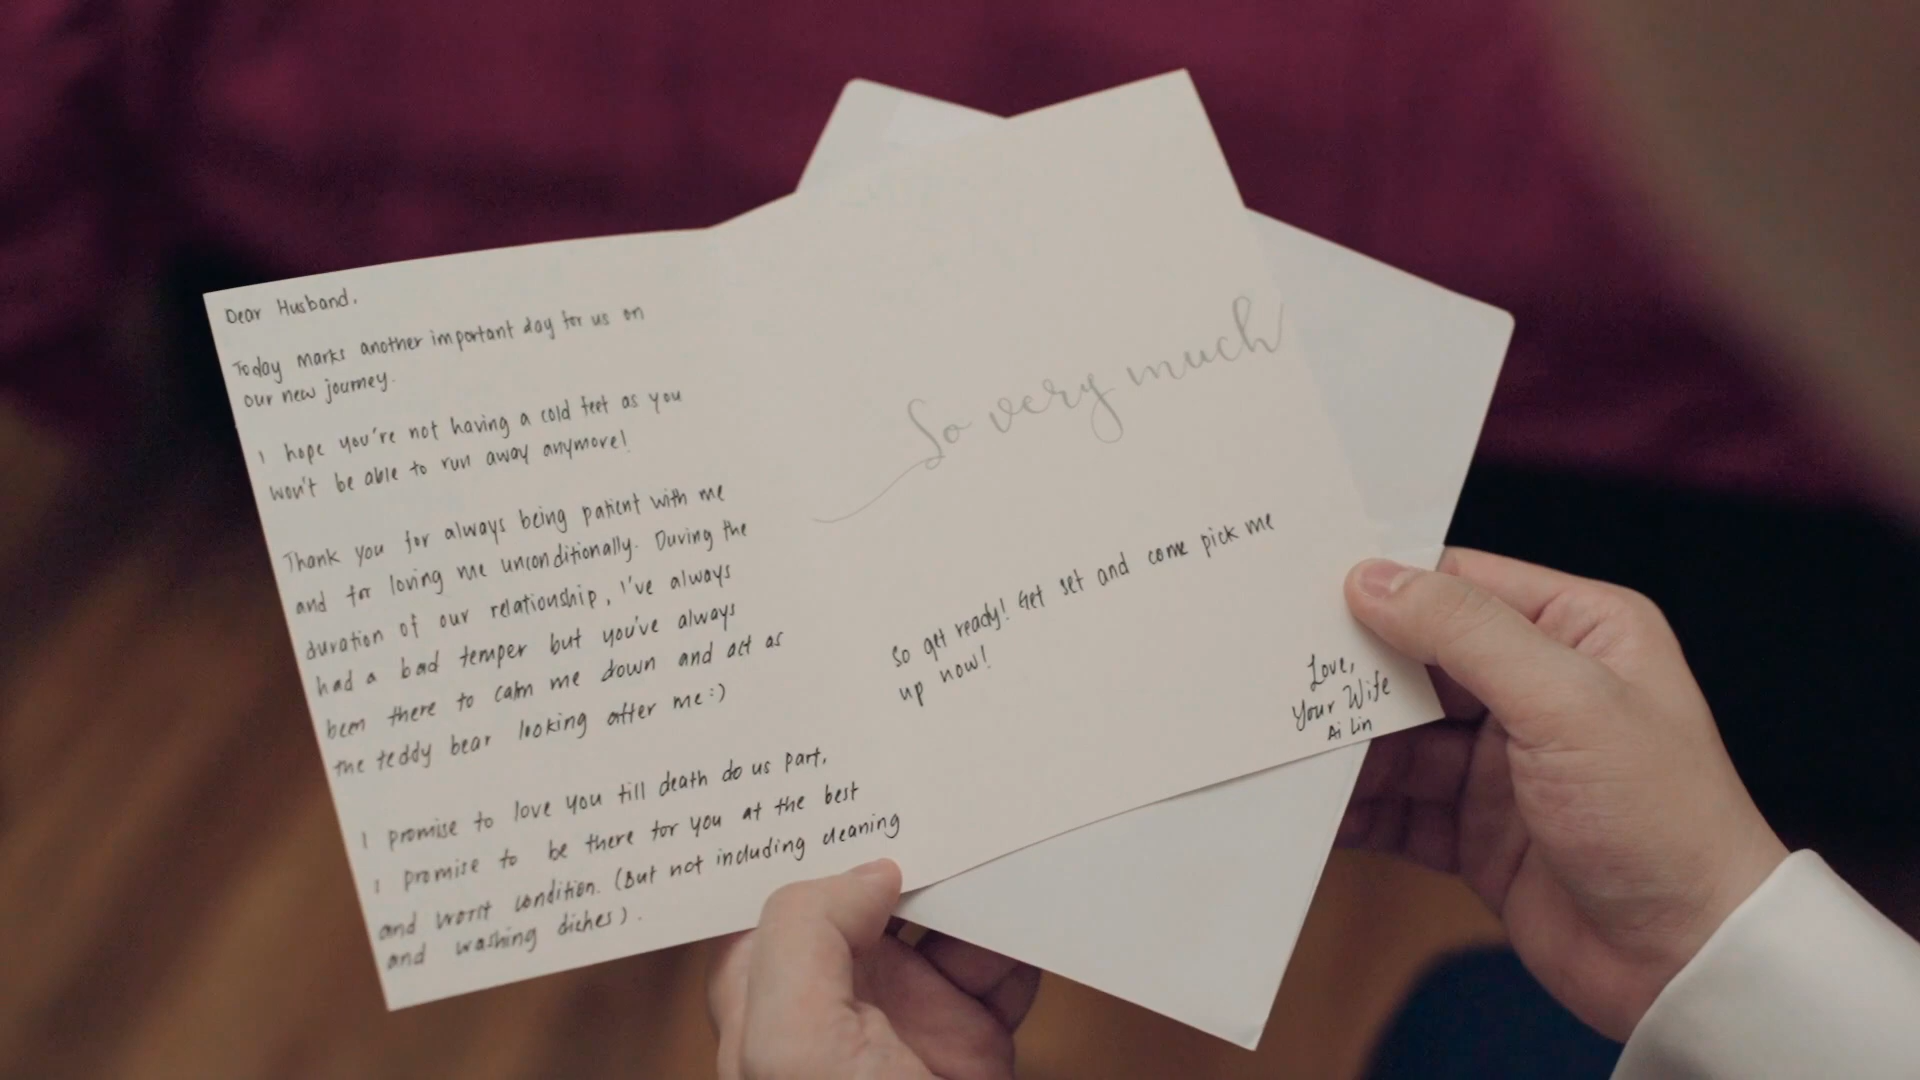 Dear Husband,
Today marks another important day for us on
our new journey.
I hope you're not having a cold feet as you
won't be able to run away anymore!
Thank you for always being patient with me
and for loving me unconditionally. During the
duration of our relationship, I've always
had a bad temper but you've always
been there to calm me down and act as
the teddy bear looking after me :)
I promise to love you till death do us part,
I promise to be there for you at the best
and worst condition. (But not including cleaning
and washing dishes).
So very much
So get ready! Get set and come pick me
up now!
Love,
Your Wife
Ai Lin